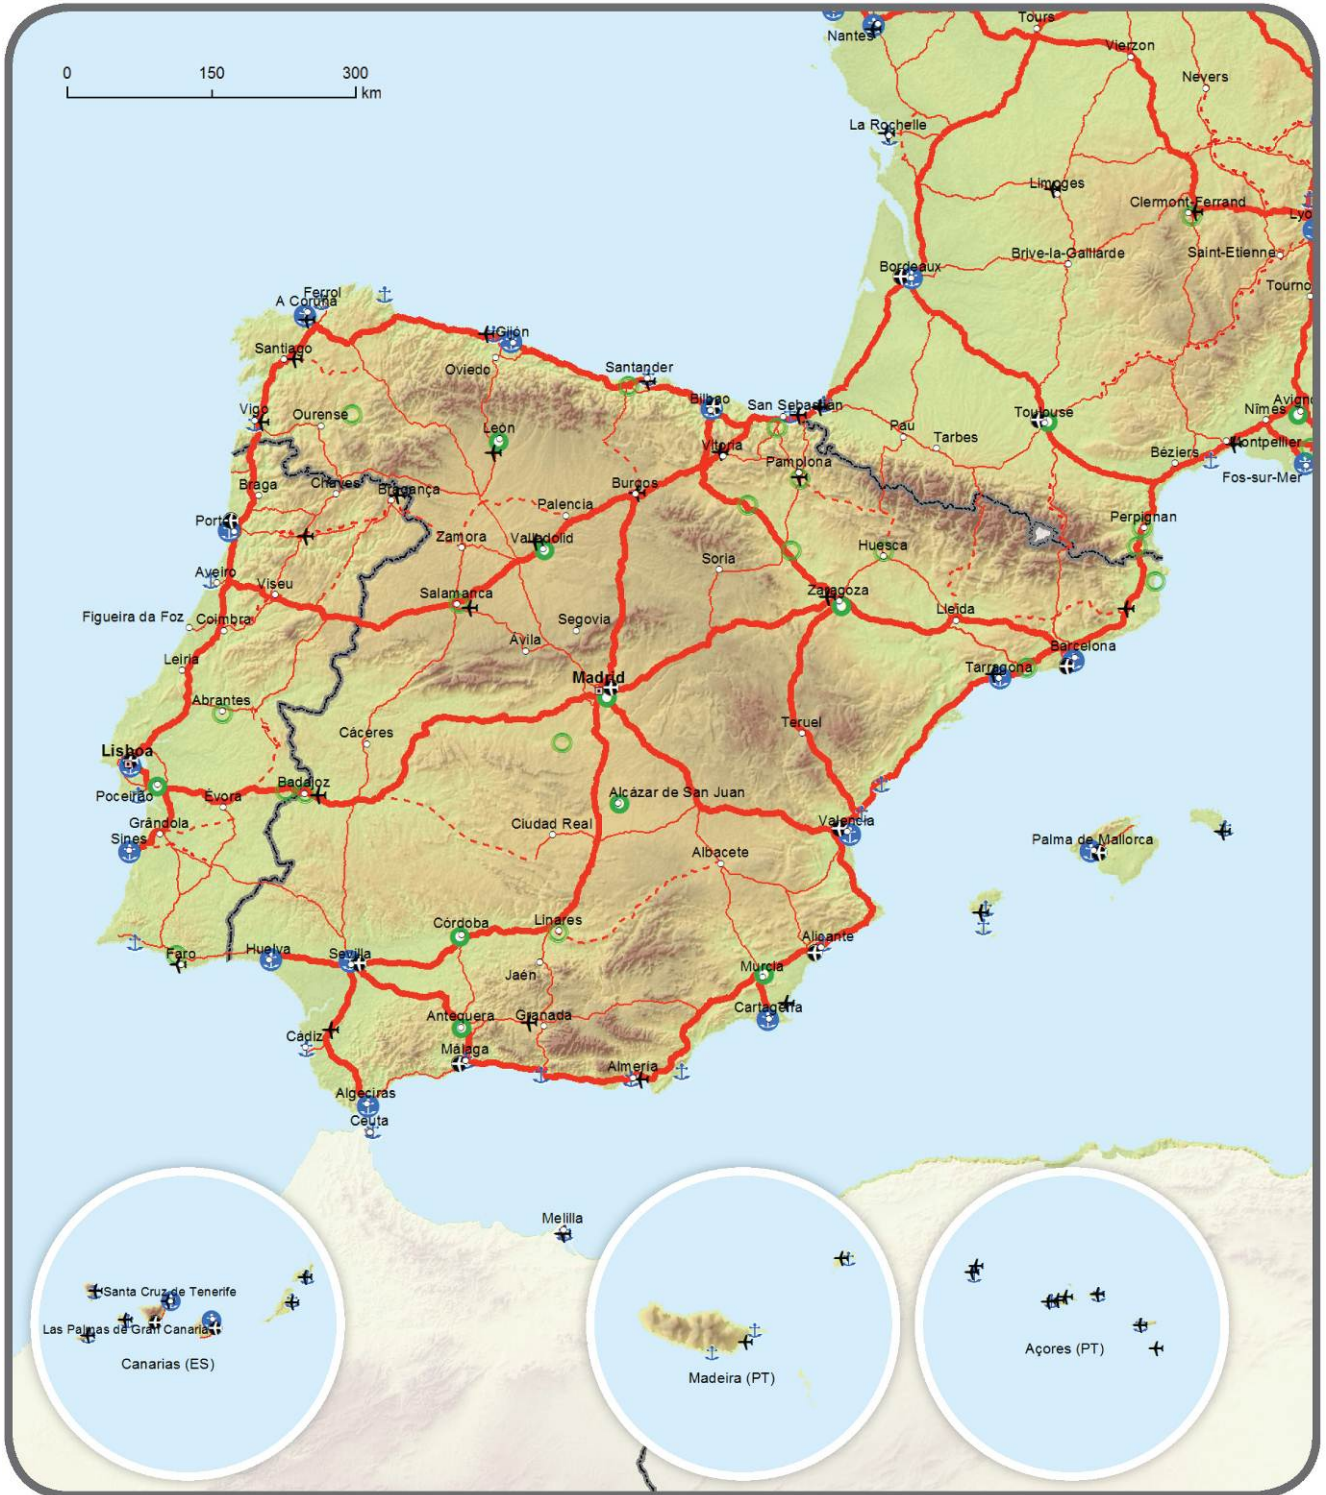 0 150 300
km
Nantes
Tours
Vierzon
Nevers
La Rochelle
Limoges
Clermont-Ferrand
Lyo
Brive-la-Gaillarde
Saint-Etienne
Bordeaux
Tourno
Ferrol
A Coruña
Gijón
Santiago
Oviedo
Santander
Bilbao
San Sebastián
Vigo
Ourense
León
Vitoria
Pau
Tarbes
Toulouse
Nîmes
Avigno
Montpellier
Béziers
Fos-sur-Mer
Pamplona
Braga
Chaves
Bragança
Burgos
Palencia
Perpignan
Porto
Zamora
Valladolid
Soria
Huesca
Aveiro
Viseu
Salamanca
Zaragoza
Lleida
Figueira da Foz
Coimbra
Segovia
Ávila
Barcelona
Leiria
Tarragona
Madrid
Abrantes
Teruel
Cáceres
Lisboa
Poceirão
Évora
Badajoz
Alcázar de San Juan
Grândola
Sines
Ciudad Real
Valencia
Palma de Mallorca
Albacete
Córdoba
Linares
Faro
Huelva
Sevilla
Alicante
Jaén
Murcia
Cartagena
Antequera
Granada
Cádiz
Málaga
Almería
Algeciras
Ceuta
Melilla
Santa Cruz de Tenerife
Las Palmas de Gran Canaria
Canarias (ES)
Madeira (PT)
Açores (PT)